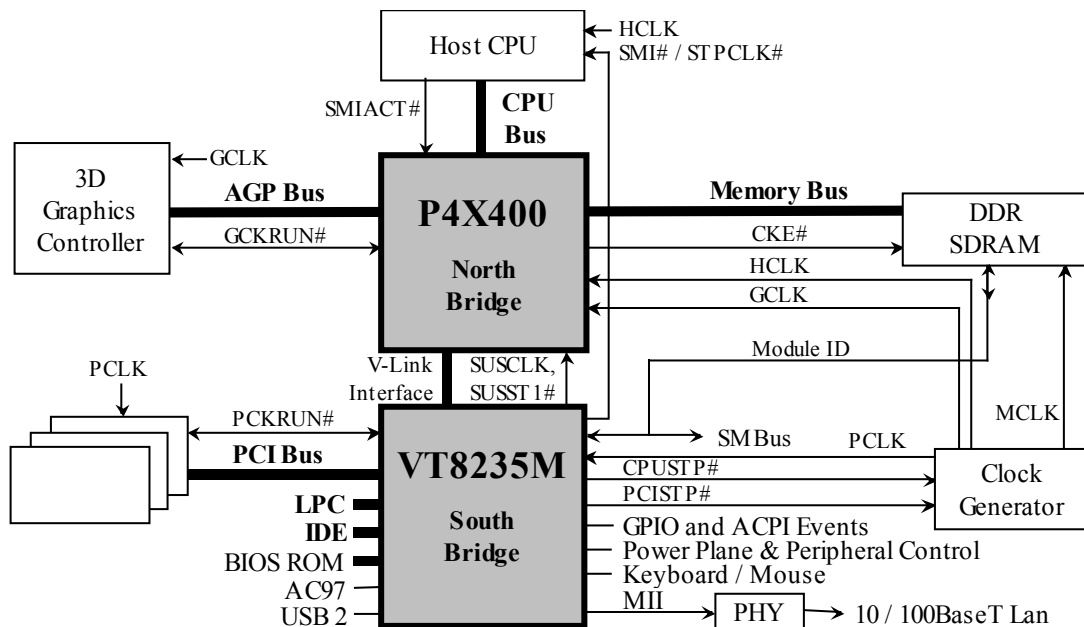 Host CPU
HCLK
SMI# / STPCLK#
SMIACT#
CPU
Bus
3D
Graphics
Controller
GCLK
AGP Bus
GCKRUN#
P4X400
North
Bridge
Memory Bus
CKE#
HCLK
GCLK
DDR
SDRAM
V-Link
Interface
SUSCLK,
SUSST1#
Module ID
MCLK
PCLK
PCKRUN#
PCI Bus
VT8235M
South
Bridge
SMBus
PCLK
CPUSTP#
PCISTP#
Clock
Generator
LPC
IDE
BIOS ROM
AC97
USB 2
GPIO and ACPI Events
Power Plane & Peripheral Control
Keyboard / Mouse
MII
PHY
10 / 100BaseT Lan